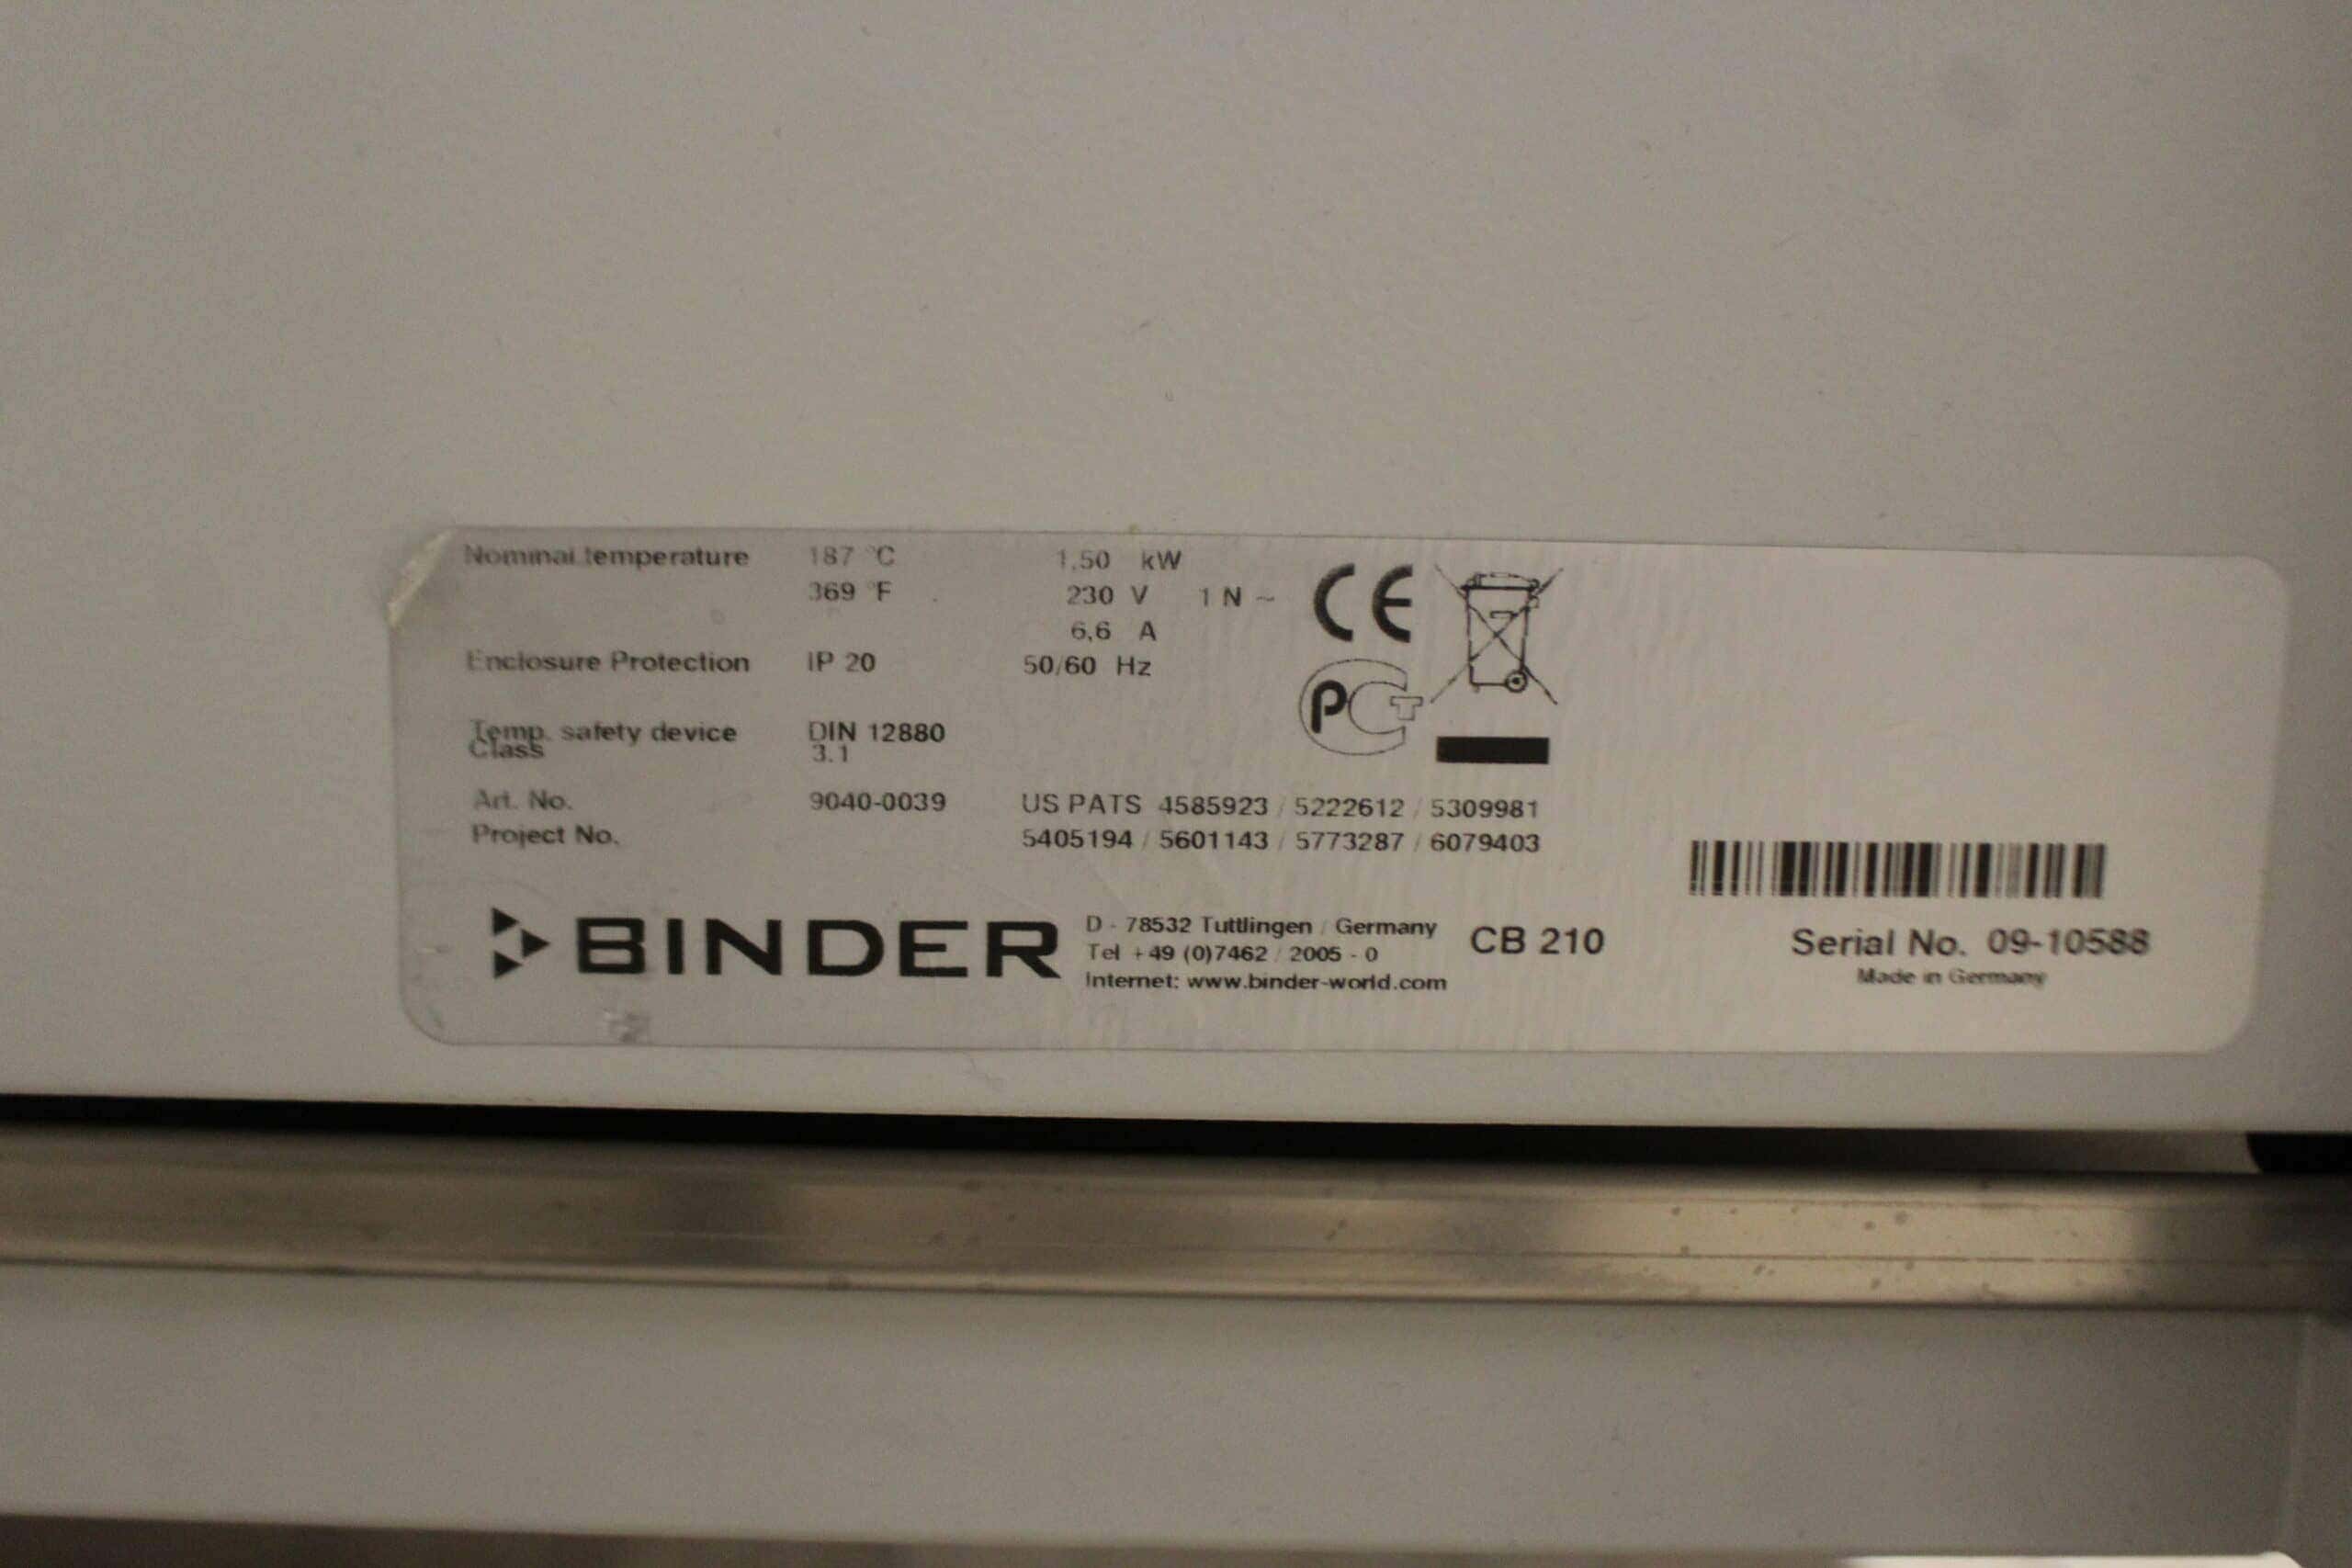 Nominal temperature 187 °C 1,50 kW
369 °F 230 V 1 N ~
6,6 A
Enclosure Protection IP 20 50/60 Hz
CE
PCT
Temp. safety device DIN 12880
Class 3.1
Art. No. 9040-0039 US PATS 4585923 / 5222612 / 5309981
Project No. 5405194 / 5601143 / 5773287 / 6079403
BINDER
D - 78532 Tuttlingen / Germany
Tel +49 (0)7462 / 2005 - 0
Internet: www.binder-world.com
CB 210
Serial No. 09-10588
Made in Germany